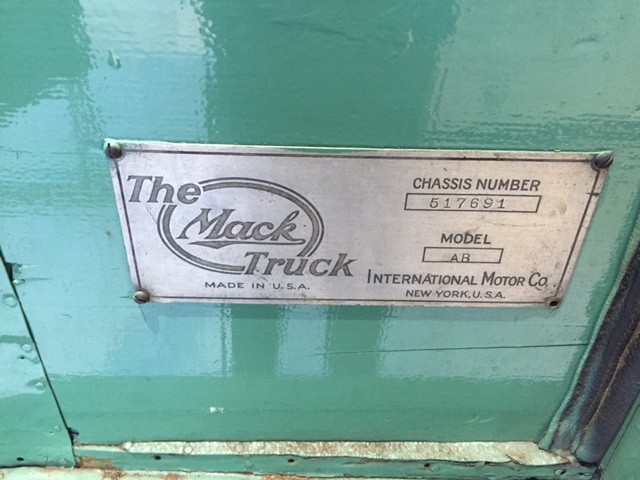 The
Mack
Truck
MADE IN U.S.A.
CHASSIS NUMBER
517691
MODEL
AB
INTERNATIONAL MOTOR CO.
NEW YORK, U.S.A.